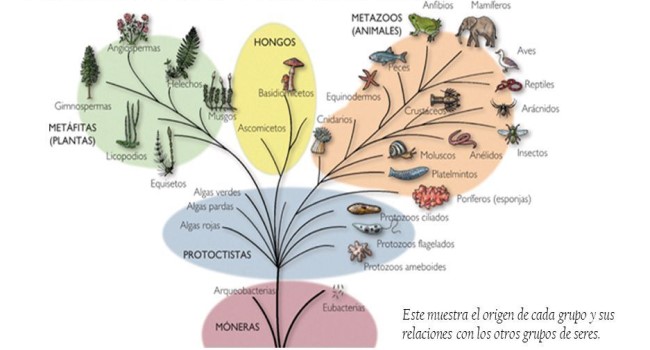 Anfibios
Mamíferos
METAZOOS
(ANIMALES)
Angiospermas
HONGOS
Aves
Helechos
Peces
Reptiles
Gimnospermas
Basidiomicetos
Equinodermos
Crustáceos
Arácnidos
Musgos
Cnidarios
METÁFITAS
(PLANTAS)
Ascomicetos
Licopodios
Moluscos
Anélidos
Insectos
Equisetos
Platelmintos
Algas verdes
Poríferos (esponjas)
Algas pardas
Protozoos ciliados
Algas rojas
Protozoos flagelados
PROTOCTISTAS
Protozoos ameboides
Arqueobacterias
Eubacterias
MÓNERAS
Este muestra el origen de cada grupo y sus
relaciones con los otros grupos de seres.